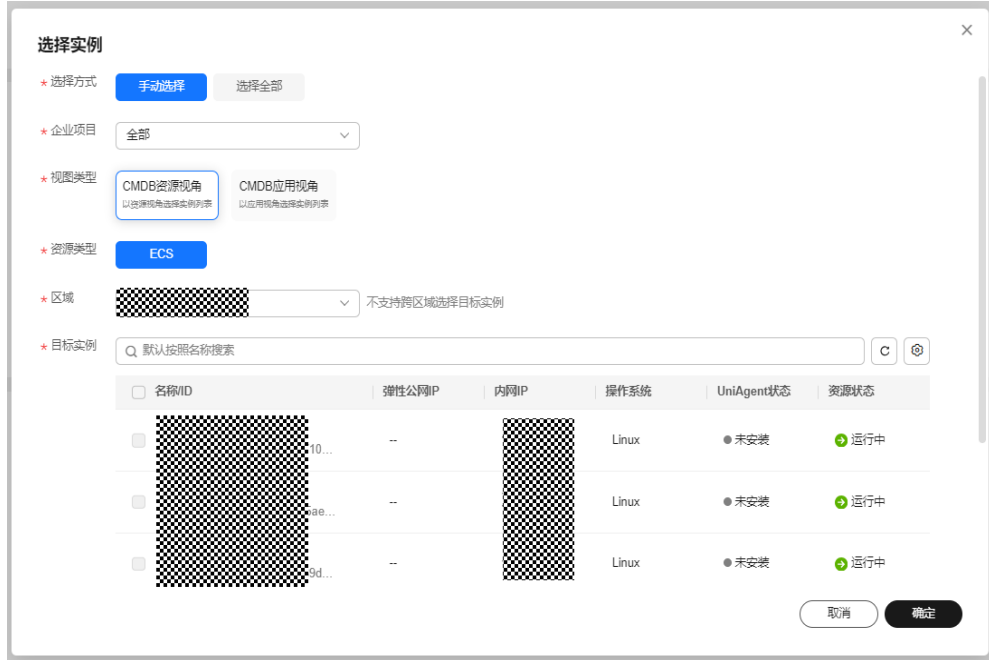 选择实例
* 选择方式 手动选择 选择全部
* 企业项目 全部
* 视图类型 CMDB资源视角 CMDB应用视角
以资源视角选择实例列表 以应用视角选择实例列表
* 资源类型 ECS
* 区域 不支持跨区域选择目标实例
* 目标实例 默认按照名称搜索
名称/ID 弹性公网IP 内网IP 操作系统 UniAgent状态 资源状态
10... -- Linux 未安装 运行中
ae... -- Linux 未安装 运行中
9d... -- Linux 未安装 运行中
取消 确定